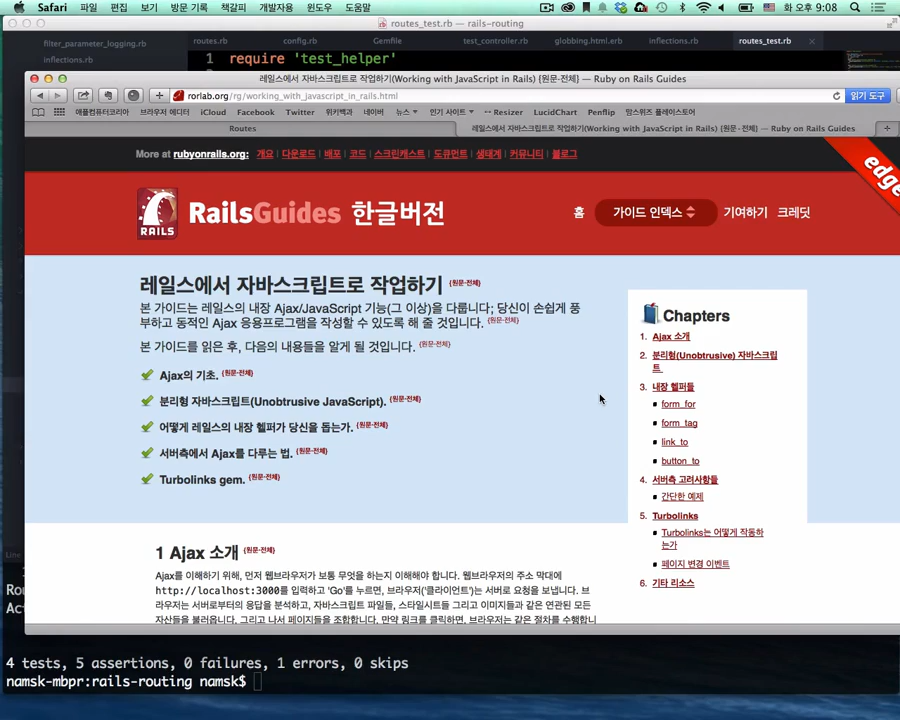 Safari 파일 편집 보기 방문 기록 책갈피 개발자용 윈도우 도움말 화 오후 9:08
routes_test.rb — rails-routing
filter_parameter_logging.rb routes.rb config.rb Gemfile test_controller.rb globbing.html.erb inflections.rb routes_test.rb
inflections.rb
1 require 'test_helper'
레일스에서 자바스크립트로 작업하기(Working with JavaScript in Rails) {원문-전체} — Ruby on Rails Guides
rorlab.org/rg/working_with_javascript_in_rails.html 읽기 도구
애플컴퓨터코리아 브라우저 에디터 iCloud Facebook Twitter 위키백과 네이버 뉴스 인기 사이트 ↔Resizer LucidChart Penflip 맘스위즈 플레이스토어
Routes 레일스에서 자바스크립트로 작업하기(Working with JavaScript in Rails) {원문-전체} — Ruby on Rails Guides +
More at rubyonrails.org: 개요 | 다운로드 | 배포 | 코드 | 스크린캐스트 | 도큐먼트 | 생태계 | 커뮤니티 | 블로그
edge
RAILS
RailsGuides 한글버전
홈 가이드 인덱스 기여하기 크레딧
레일스에서 자바스크립트로 작업하기 {원문-전체}
본 가이드는 레일스의 내장 Ajax/JavaScript 기능(그 이상)을 다룹니다; 당신이 손쉽게 풍
부하고 동적인 Ajax 응용프로그램을 작성할 수 있도록 해 줄 것입니다. {원문-전체}
본 가이드를 읽은 후, 다음의 내용들을 알게 될 것입니다. {원문-전체}
Ajax의 기초. {원문-전체}
분리형 자바스크립트(Unobtrusive JavaScript). {원문-전체}
어떻게 레일스의 내장 헬퍼가 당신을 돕는가. {원문-전체}
서버측에서 Ajax를 다루는 법. {원문-전체}
Turbolinks gem. {원문-전체}
Chapters
1. Ajax 소개
2. 분리형(Unobtrusive) 자바스크립
트
3. 내장 헬퍼들
form_for
form_tag
link_to
button_to
4. 서버측 고려사항들
간단한 예제
5. Turbolinks
Turbolinks는 어떻게 작동하
는가
페이지 변경 이벤트
6. 기타 리소스
1 Ajax 소개 {원문-전체}
Ajax를 이해하기 위해, 먼저 웹브라우저가 보통 무엇을 하는지 이해해야 합니다. 웹브라우저의 주소 막대에
http://localhost:3000를 입력하고 'Go'를 누르면, 브라우저('클라이언트')는 서버로 요청을 보냅니다. 브
라우저는 서버로부터의 응답을 분석하고, 자바스크립트 파일들, 스타일시트들 그리고 이미지들과 같은 연관된 모든
자산들을 불러옵니다. 그리고 나서 페이지들을 조합합니다. 만약 링크를 클릭하면, 브라우저는 같은 절차를 수행합니
Line
Rou
Ac
4 tests, 5 assertions, 0 failures, 1 errors, 0 skips
namsk-mbpr:rails-routing namsk$